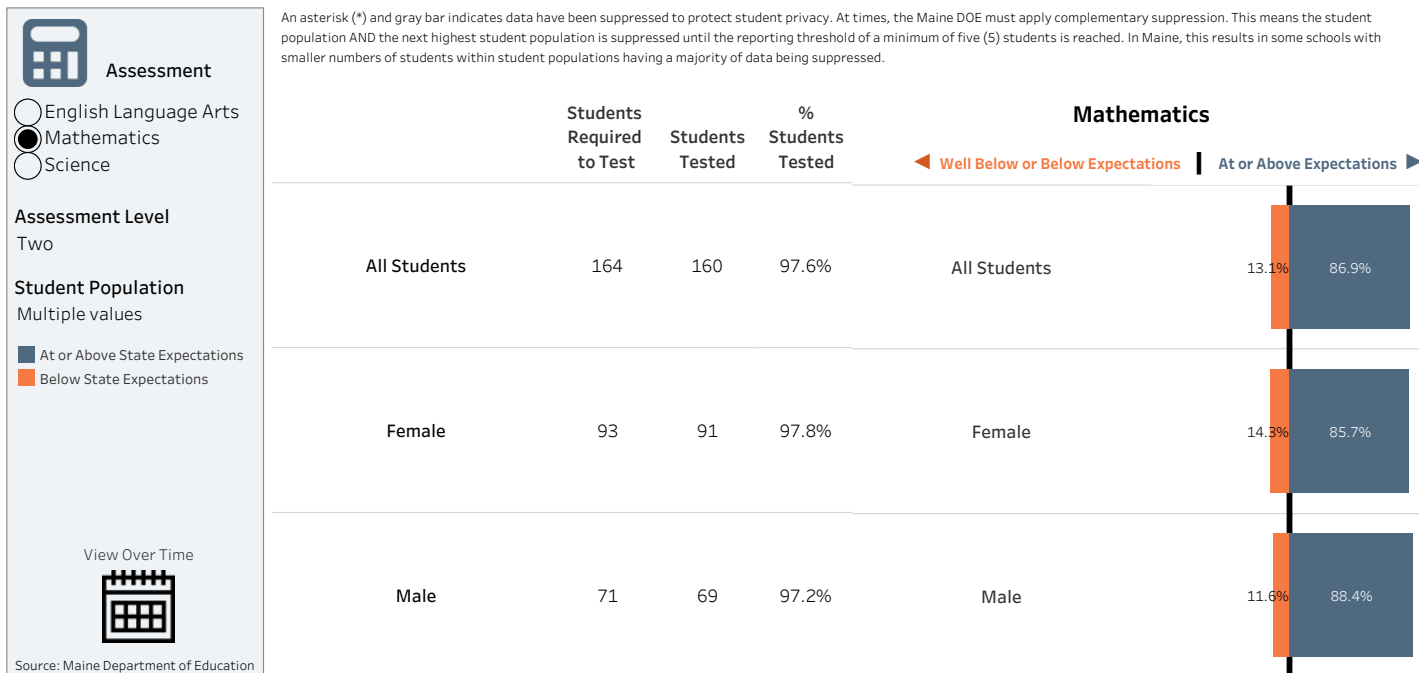 An asterisk (*) and gray bar indicates data have been suppressed to protect student privacy. At times, the Maine DOE must apply complementary suppression. This means the student
population AND the next highest student population is suppressed until the reporting threshold of a minimum of five (5) students is reached. In Maine, this results in some schools with
smaller numbers of students within student populations having a majority of data being suppressed.
Assessment
English Language Arts
Mathematics
Science
Assessment Level
Two
Student Population
Multiple values
At or Above State Expectations
Below State Expectations
View Over Time
Source: Maine Department of Education
Students Required to Test
Students Tested
% Students Tested
Mathematics
Well Below or Below Expectations
At or Above Expectations
All Students 164 160 97.6% All Students 13.1% 86.9%
Female 93 91 97.8% Female 14.3% 85.7%
Male 71 69 97.2% Male 11.6% 88.4%